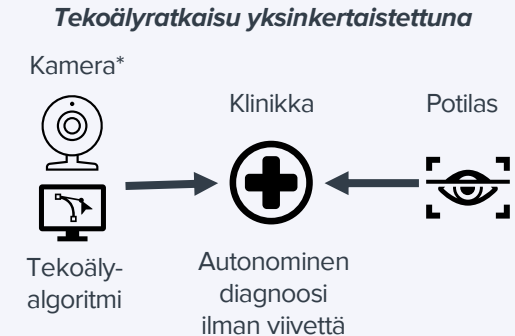 Tekoälyratkaisu yksinkertaistettuna
Kamera*
Klinikka
Potilas
Tekoäly-
algoritmi
Autonominen
diagnoosi
ilman viivettä